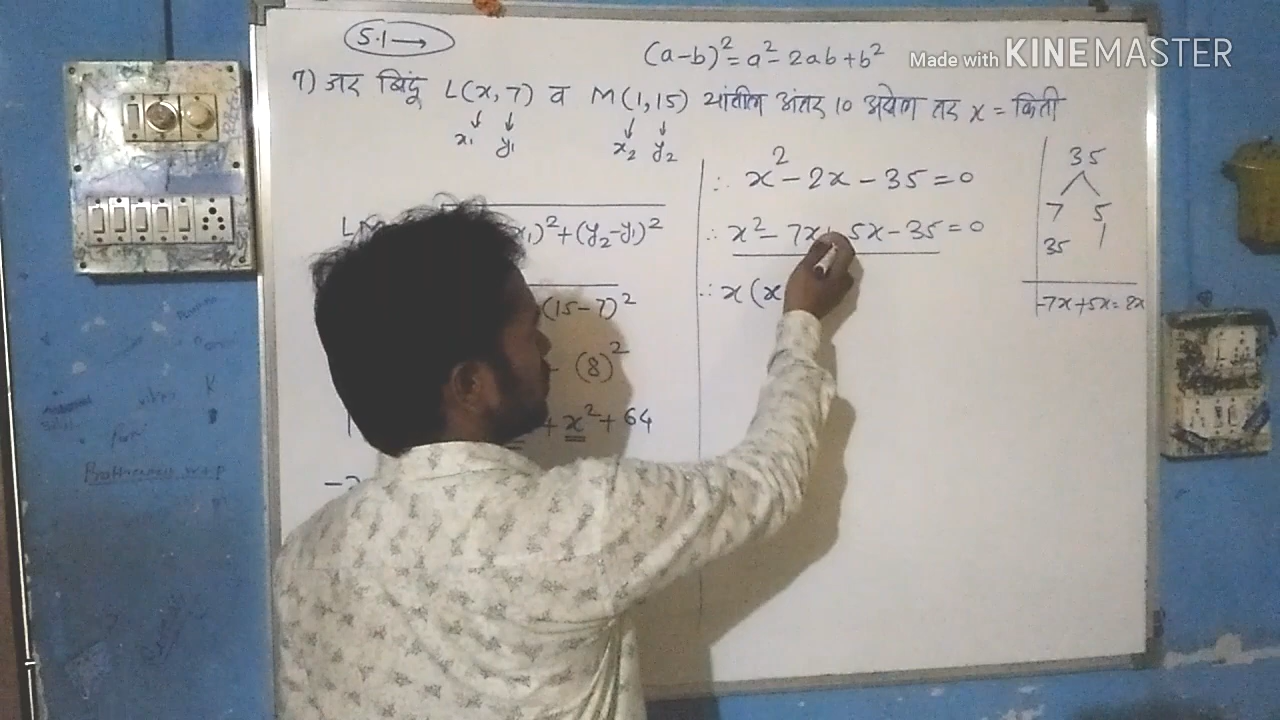 5.1 →
(a-b)² = a² - 2ab + b²
Made with KINEMASTER
7) जर बिंदू L(x, 7) व M(1, 15) यांतील अंतर 10 असेल तर x = किती
↓ ↓ ↓ ↓
x₁ y₁ x₂ y₂
x₁)² + (y₂-y₁)²
(15-7)²
(8)²
+ x² + 64
∴ x² - 2x - 35 = 0
∴ x² - 7x + 5x - 35 = 0
∴ x (x
35
7 5
35 1
-7x+5x=2x